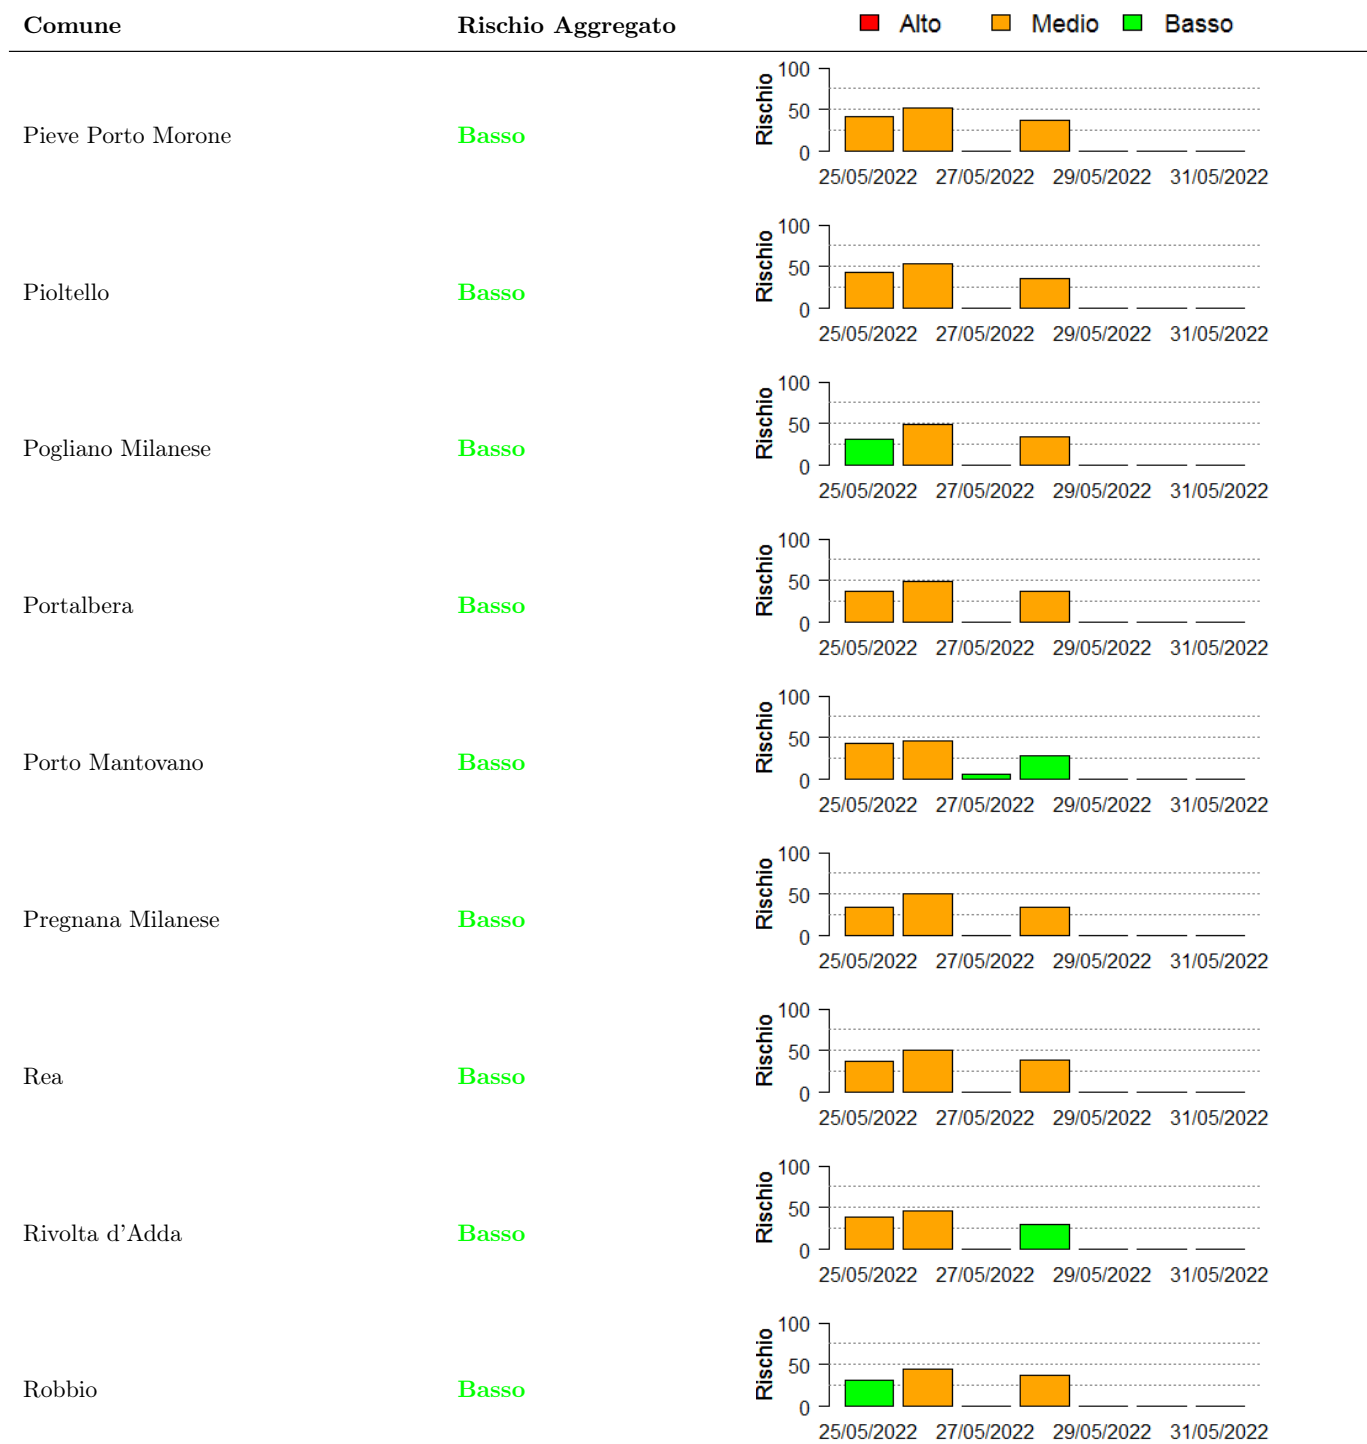 Comune Rischio Aggregato Alto Medio Basso
Pieve Porto Morone Basso
Rischio
100
50
0
25/05/2022 27/05/2022 29/05/2022 31/05/2022
Pioltello Basso
Rischio
100
50
0
25/05/2022 27/05/2022 29/05/2022 31/05/2022
Pogliano Milanese Basso
Rischio
100
50
0
25/05/2022 27/05/2022 29/05/2022 31/05/2022
Portalbera Basso
Rischio
100
50
0
25/05/2022 27/05/2022 29/05/2022 31/05/2022
Porto Mantovano Basso
Rischio
100
50
0
25/05/2022 27/05/2022 29/05/2022 31/05/2022
Pregnana Milanese Basso
Rischio
100
50
0
25/05/2022 27/05/2022 29/05/2022 31/05/2022
Rea Basso
Rischio
100
50
0
25/05/2022 27/05/2022 29/05/2022 31/05/2022
Rivolta d'Adda Basso
Rischio
100
50
0
25/05/2022 27/05/2022 29/05/2022 31/05/2022
Robbio Basso
Rischio
100
50
0
25/05/2022 27/05/2022 29/05/2022 31/05/2022